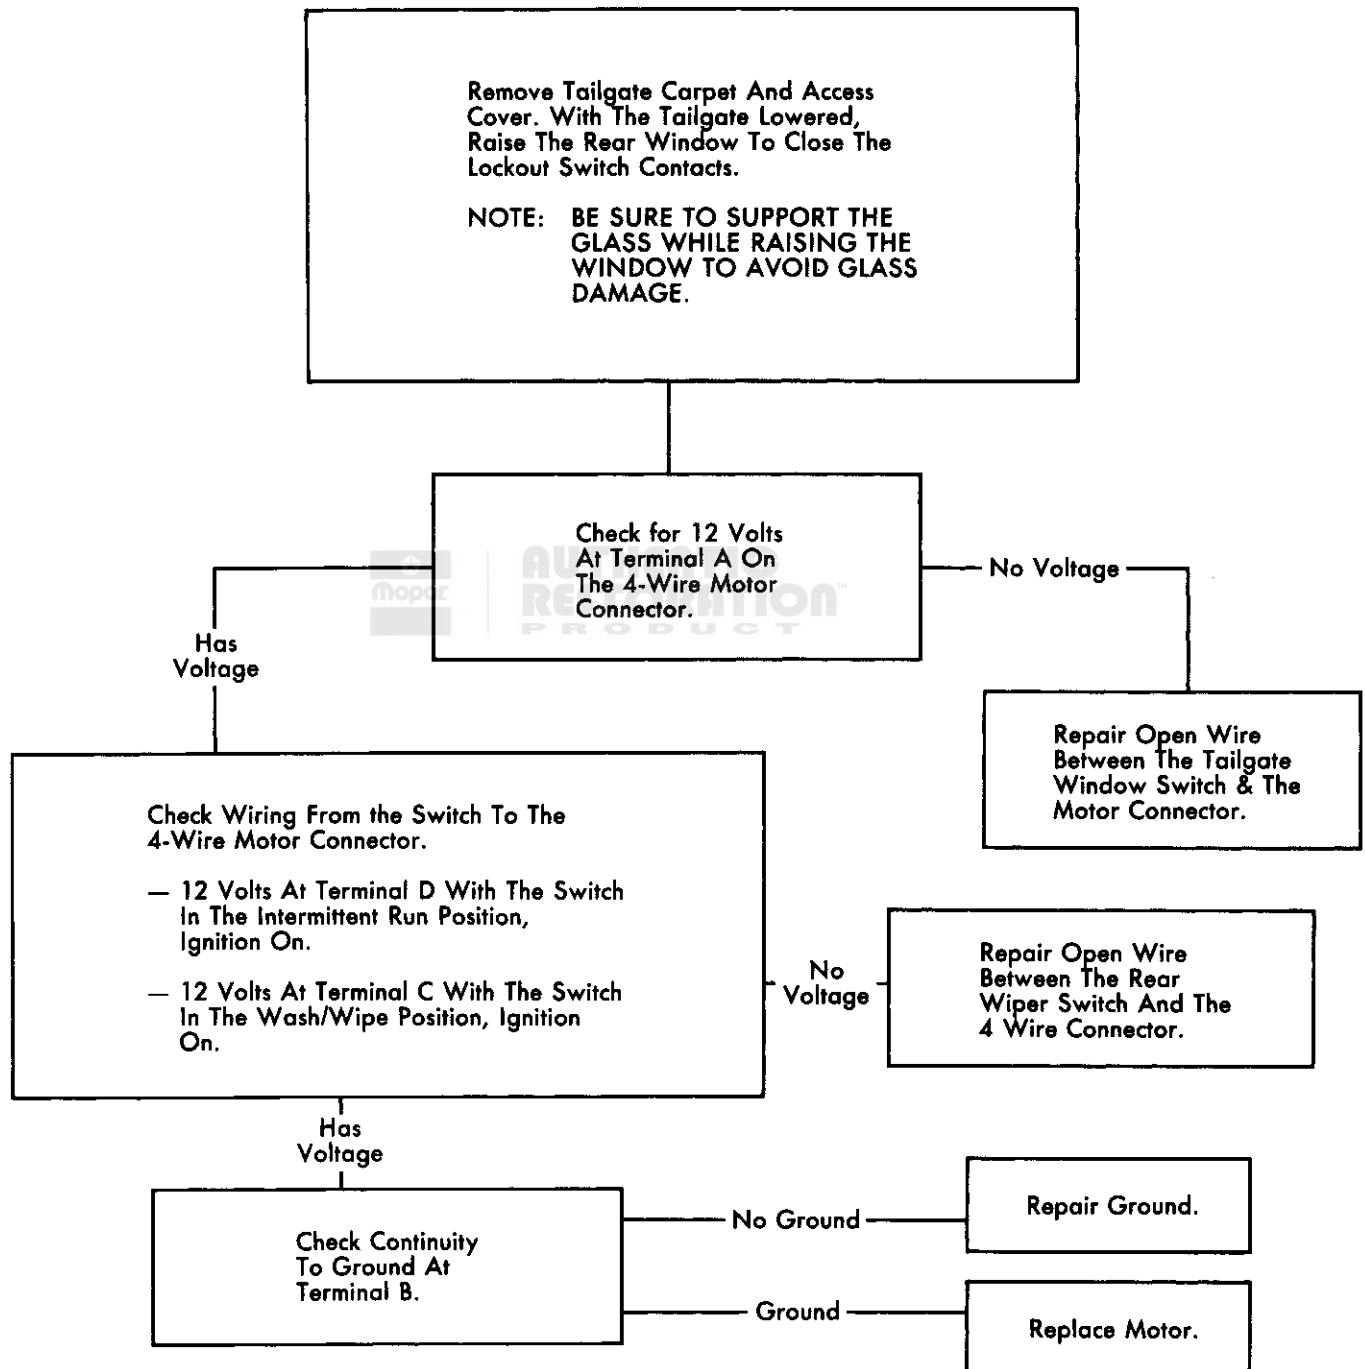 Remove Tailgate Carpet And Access
Cover. With The Tailgate Lowered,
Raise The Rear Window To Close The
Lockout Switch Contacts.
NOTE: BE SURE TO SUPPORT THE
GLASS WHILE RAISING THE
WINDOW TO AVOID GLASS
DAMAGE.
Check for 12 Volts
At Terminal A On
The 4-Wire Motor
Connector.
Mopar
AUTHENTIC
RESTORATION™
PRODUCT
No Voltage
Has
Voltage
Repair Open Wire
Between The Tailgate
Window Switch & The
Motor Connector.
Check Wiring From the Switch To The
4-Wire Motor Connector.
— 12 Volts At Terminal D With The Switch
In The Intermittent Run Position,
Ignition On.
— 12 Volts At Terminal C With The Switch
In The Wash/Wipe Position, Ignition
On.
No
Voltage
Repair Open Wire
Between The Rear
Wiper Switch And The
4 Wire Connector.
Has
Voltage
Check Continuity
To Ground At
Terminal B.
No Ground
Repair Ground.
Ground
Replace Motor.